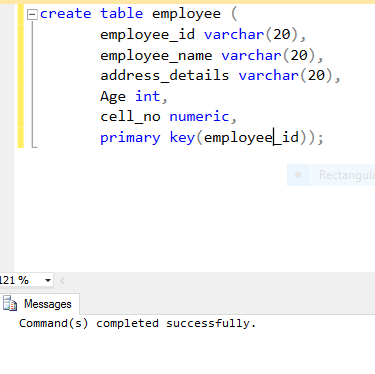 create table employee (
employee_id varchar(20),
employee_name varchar(20),
address_details varchar(20),
Age int,
cell_no numeric,
primary key(employee_id));
121 %
Messages
Command(s) completed successfully.